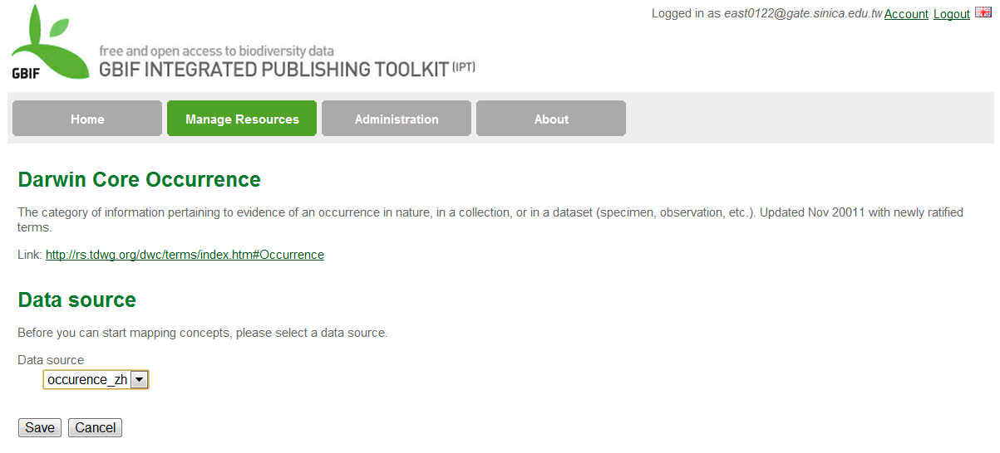 Logged in as east0122@gate.sinica.edu.tw Account Logout
free and open access to biodiversity data
GBIF GBIF INTEGRATED PUBLISHING TOOLKIT (IPT)
Home Manage Resources Administration About
Darwin Core Occurrence
The category of information pertaining to evidence of an occurrence in nature, in a collection, or in a dataset (specimen, observation, etc.). Updated Nov 20011 with newly ratified
terms.
Link: http://rs.tdwg.org/dwc/terms/index.htm#Occurrence
Data source
Before you can start mapping concepts, please select a data source.
Data source
occurence_zh
Save Cancel